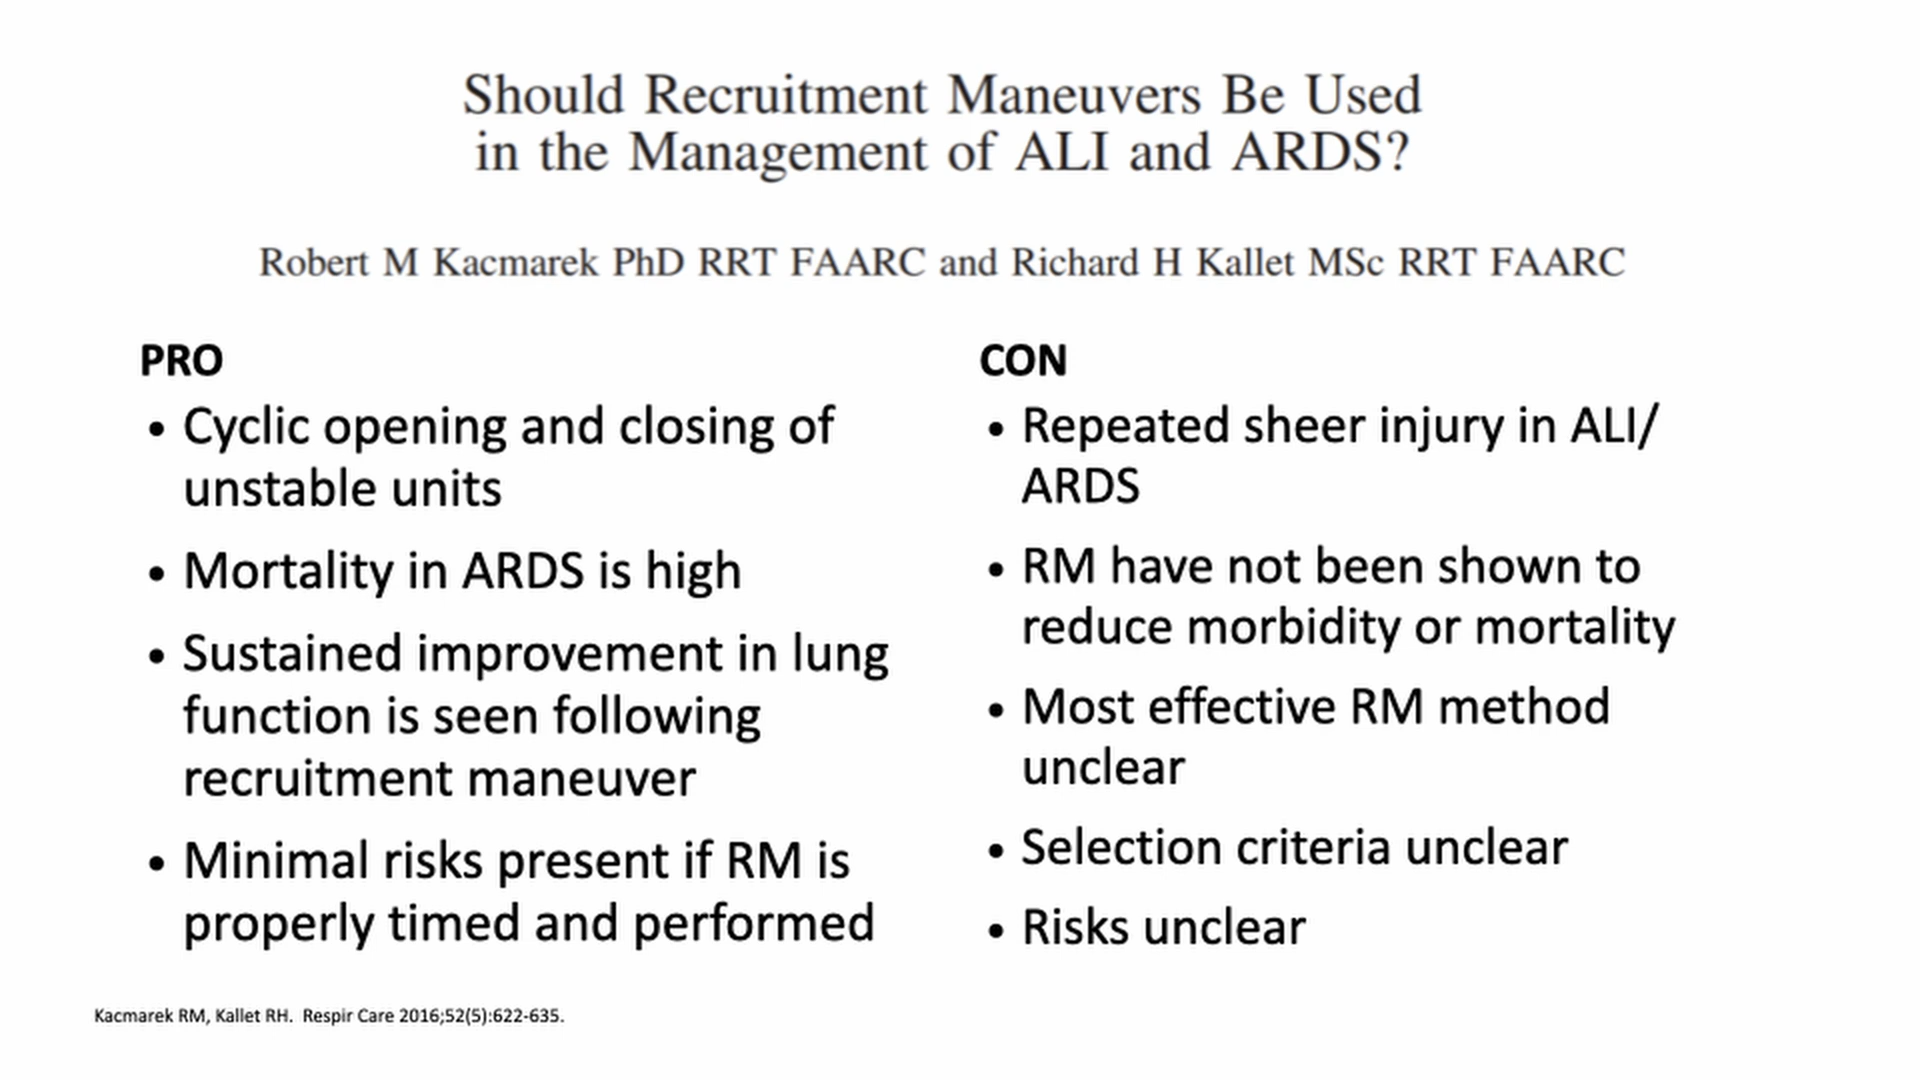 Should Recruitment Maneuvers Be Used
in the Management of ALI and ARDS?
Robert M Kacmarek PhD RRT FAARC and Richard H Kallet MSc RRT FAARC
PRO
• Cyclic opening and closing of
unstable units
• Mortality in ARDS is high
• Sustained improvement in lung
function is seen following
recruitment maneuver
• Minimal risks present if RM is
properly timed and performed
CON
• Repeated sheer injury in ALI/
ARDS
• RM have not been shown to
reduce morbidity or mortality
• Most effective RM method
unclear
• Selection criteria unclear
• Risks unclear
Kacmarek RM, Kallet RH. Respir Care 2016;52(5):622-635.